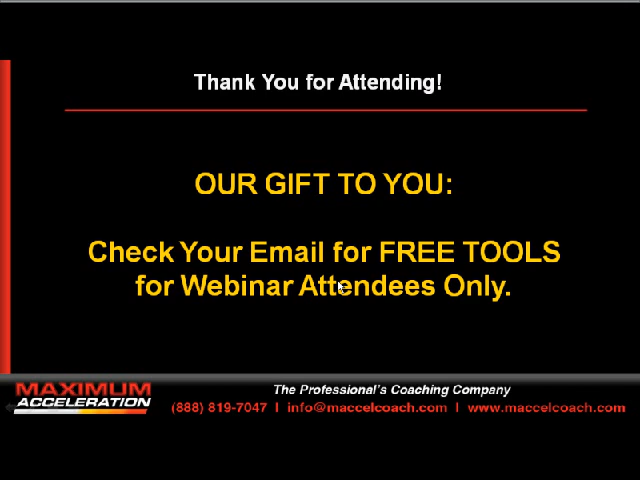 Thank You for Attending!
OUR GIFT TO YOU:
Check Your Email for FREE TOOLS
for Webinar Attendees Only.
MAXIMUM
ACCELERATION
The Professional's Coaching Company
(888) 819-7047 | info@maccelcoach.com | www.maccelcoach.com